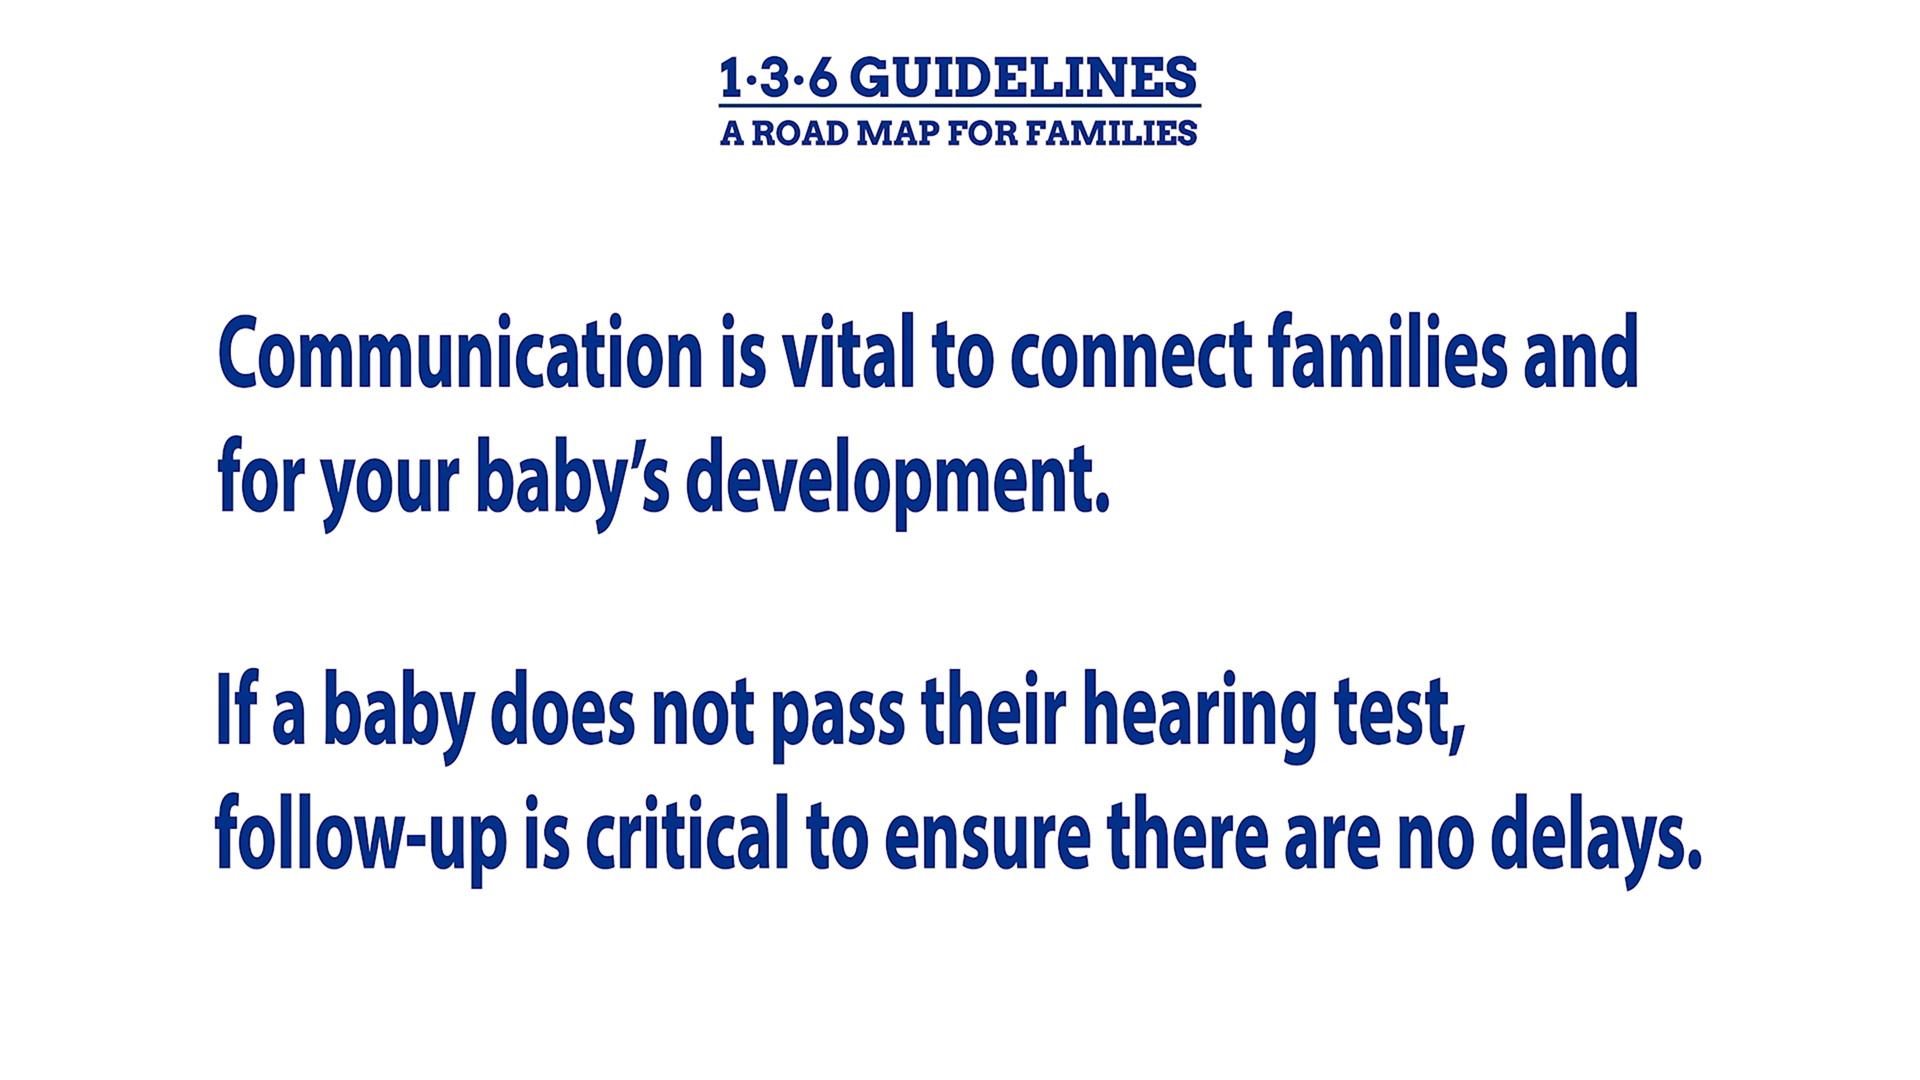 1·3·6 GUIDELINES
A ROAD MAP FOR FAMILIES
Communication is vital to connect families and
for your baby’s development.
If a baby does not pass their hearing test,
follow-up is critical to ensure there are no delays.